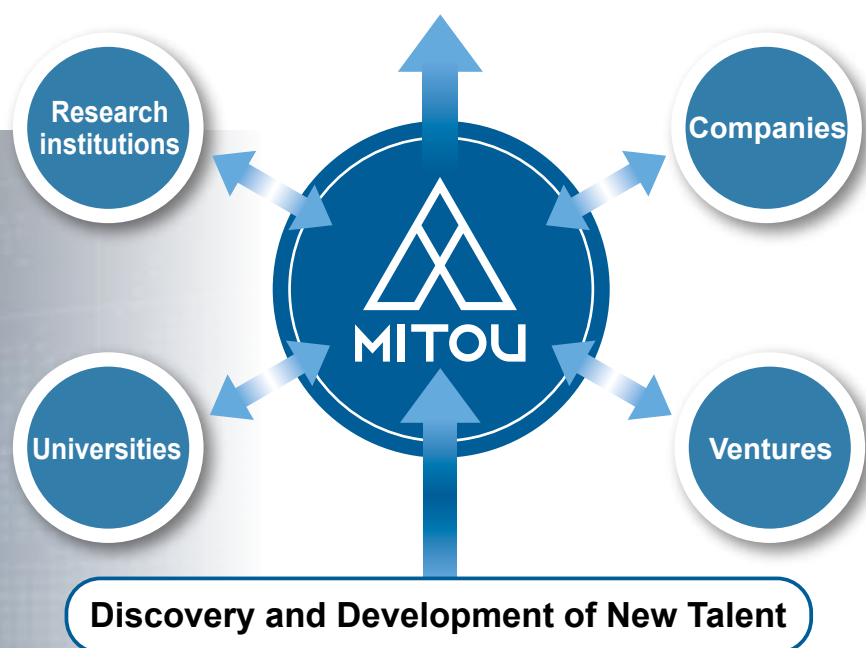 Research
institutions
Companies
MITOU
Universities
Ventures
Discovery and Development of New Talent